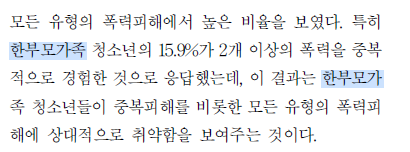 모든 유형의 폭력피해에서 높은 비율을 보였다. 특히
한부모가족 청소년의 15.9%가 2개 이상의 폭력을 중복
적으로 경험한 것으로 응답했는데, 이 결과는 한부모가
족 청소년들이 중복피해를 비롯한 모든 유형의 폭력피
해에 상대적으로 취약함을 보여주는 것이다.